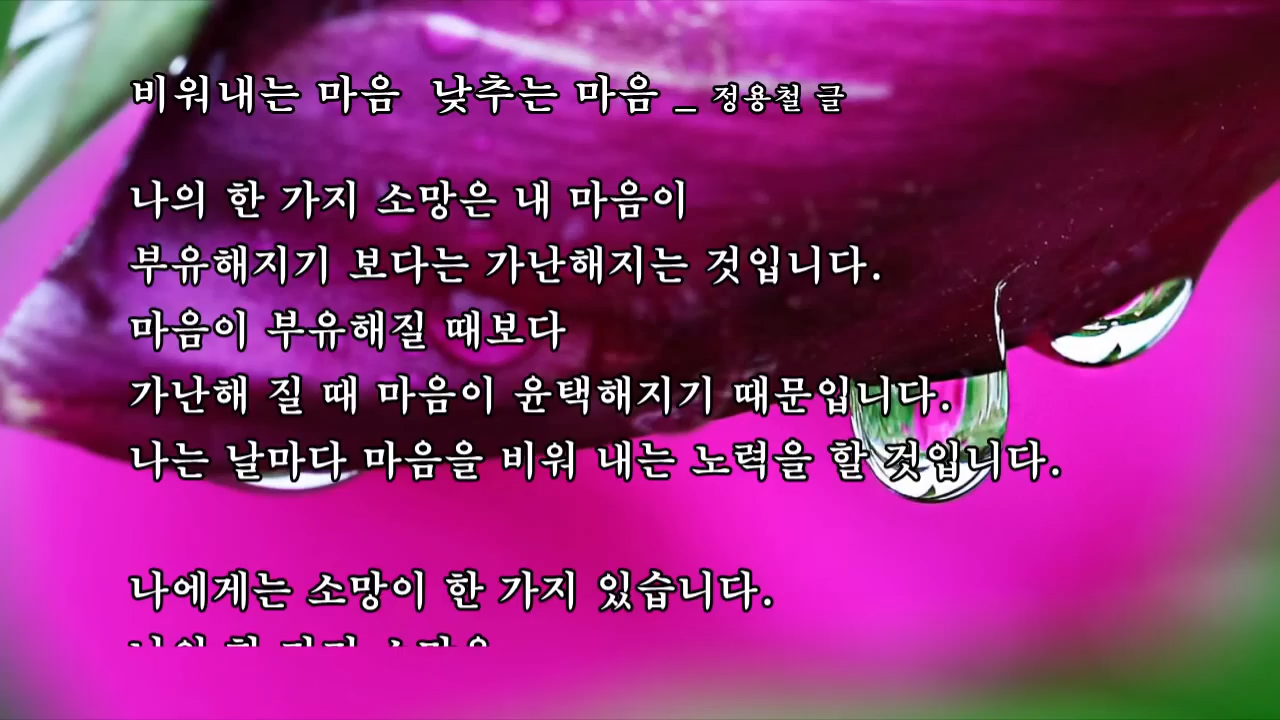 비워내는 마음 낮추는 마음 _ 정용철 글
나의 한 가지 소망은 내 마음이
부유해지기 보다는 가난해지는 것입니다.
마음이 부유해질 때보다
가난해 질 때 마음이 윤택해지기 때문입니다.
나는 날마다 마음을 비워 내는 노력을 할 것입니다.
나에게는 소망이 한 가지 있습니다.